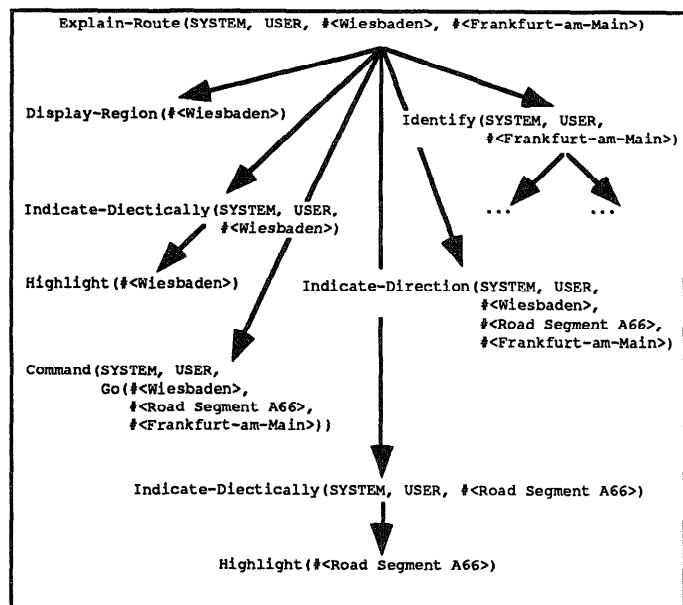 Explain-Route(SYSTEM, USER, #<Wiesbaden>, #<Frankfurt-am-Main>)
Display-Region(#<Wiesbaden>)
Identify(SYSTEM, USER,
#<Frankfurt-am-Main>)
... ...
Indicate-Diectically(SYSTEM, USER,
#<Wiesbaden>)
Highlight(#<Wiesbaden>)
Indicate-Direction(SYSTEM, USER,
#<Wiesbaden>,
#<Road Segment A66>,
#<Frankfurt-am-Main>)
Command(SYSTEM, USER,
Go(#<Wiesbaden>,
#<Road Segment A66>,
#<Frankfurt-am-Main>))
Indicate-Diectically(SYSTEM, USER, #<Road Segment A66>)
Highlight(#<Road Segment A66>)